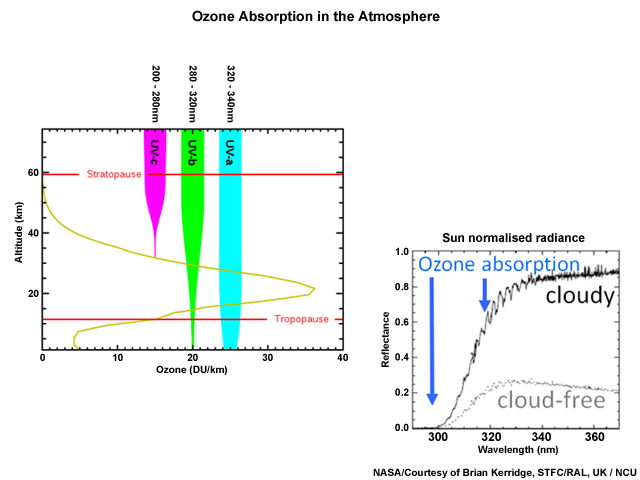 Ozone Absorption in the Atmosphere
200 - 280nm
280 - 320nm
320 - 340nm
UV-c
UV-b
UV-a
60
40
20
Altitude (km)
Stratopause
Tropopause
0
10
20
30
40
Ozone (DU/km)
Sun normalised radiance
1.0
0.8
0.6
0.4
0.2
0.0
Reflectance
Ozone absorption
cloudy
cloud-free
300
320
340
360
Wavelength (nm)
NASA/Courtesy of Brian Kerridge, STFC/RAL, UK / NCU